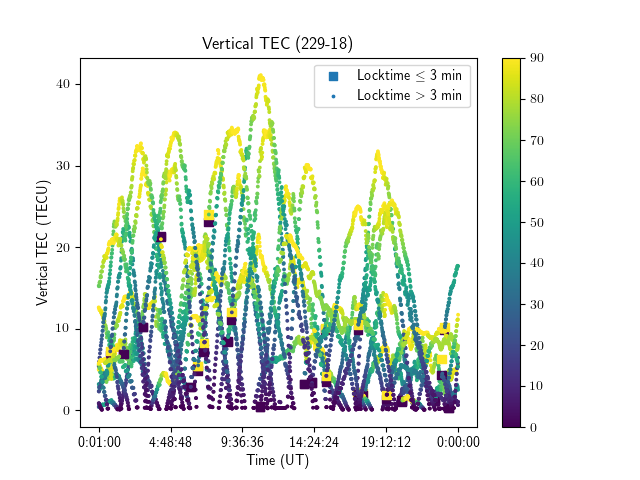 Vertical TEC (229-18)
Locktime ≤ 3 min
Locktime > 3 min
Vertical TEC (TECU)
40
30
20
10
0
0:01:00 4:48:48 9:36:36 14:24:24 19:12:12 0:00:00
Time (UT)
90
80
70
60
50
40
30
20
10
0